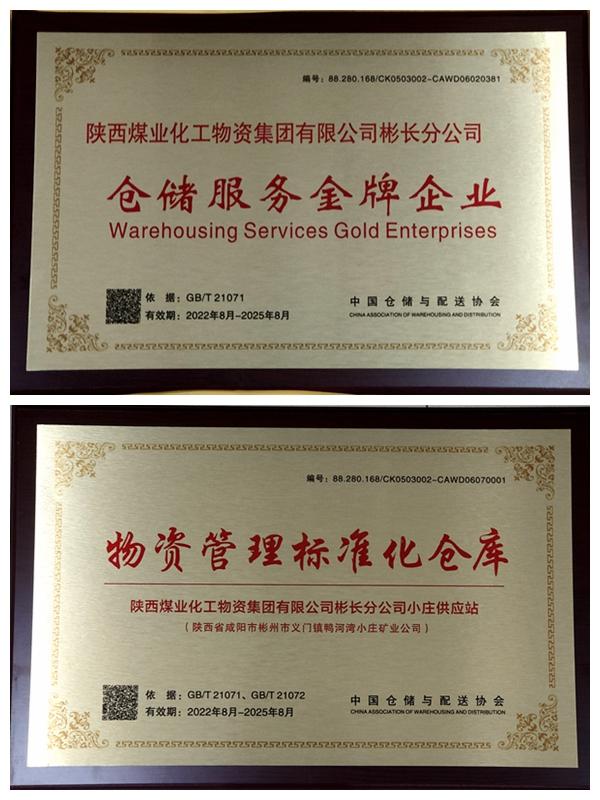 编号：88.280.168/CK0503002-CAWD06020381
陕西煤业化工物资集团有限公司彬长分公司
仓储服务金牌企业
Warehousing Services Gold Enterprises
依 据：GB/T 21071
有效期：2022年8月-2025年8月
中国仓储与配送协会
CHINA ASSOCIATION OF WAREHOUSING AND DISTRIBUTION
编号：88.280.168/CK0503002-CAWD06070001
物资管理标准化仓库
陕西煤业化工物资集团有限公司彬长分公司小庄供应站
（陕西省咸阳市彬州市义门镇鸭河湾小庄矿业公司）
依 据：GB/T 21071、GB/T 21072
有效期：2022年8月-2025年8月
中国仓储与配送协会
CHINA ASSOCIATION OF WAREHOUSING AND DISTRIBUTION